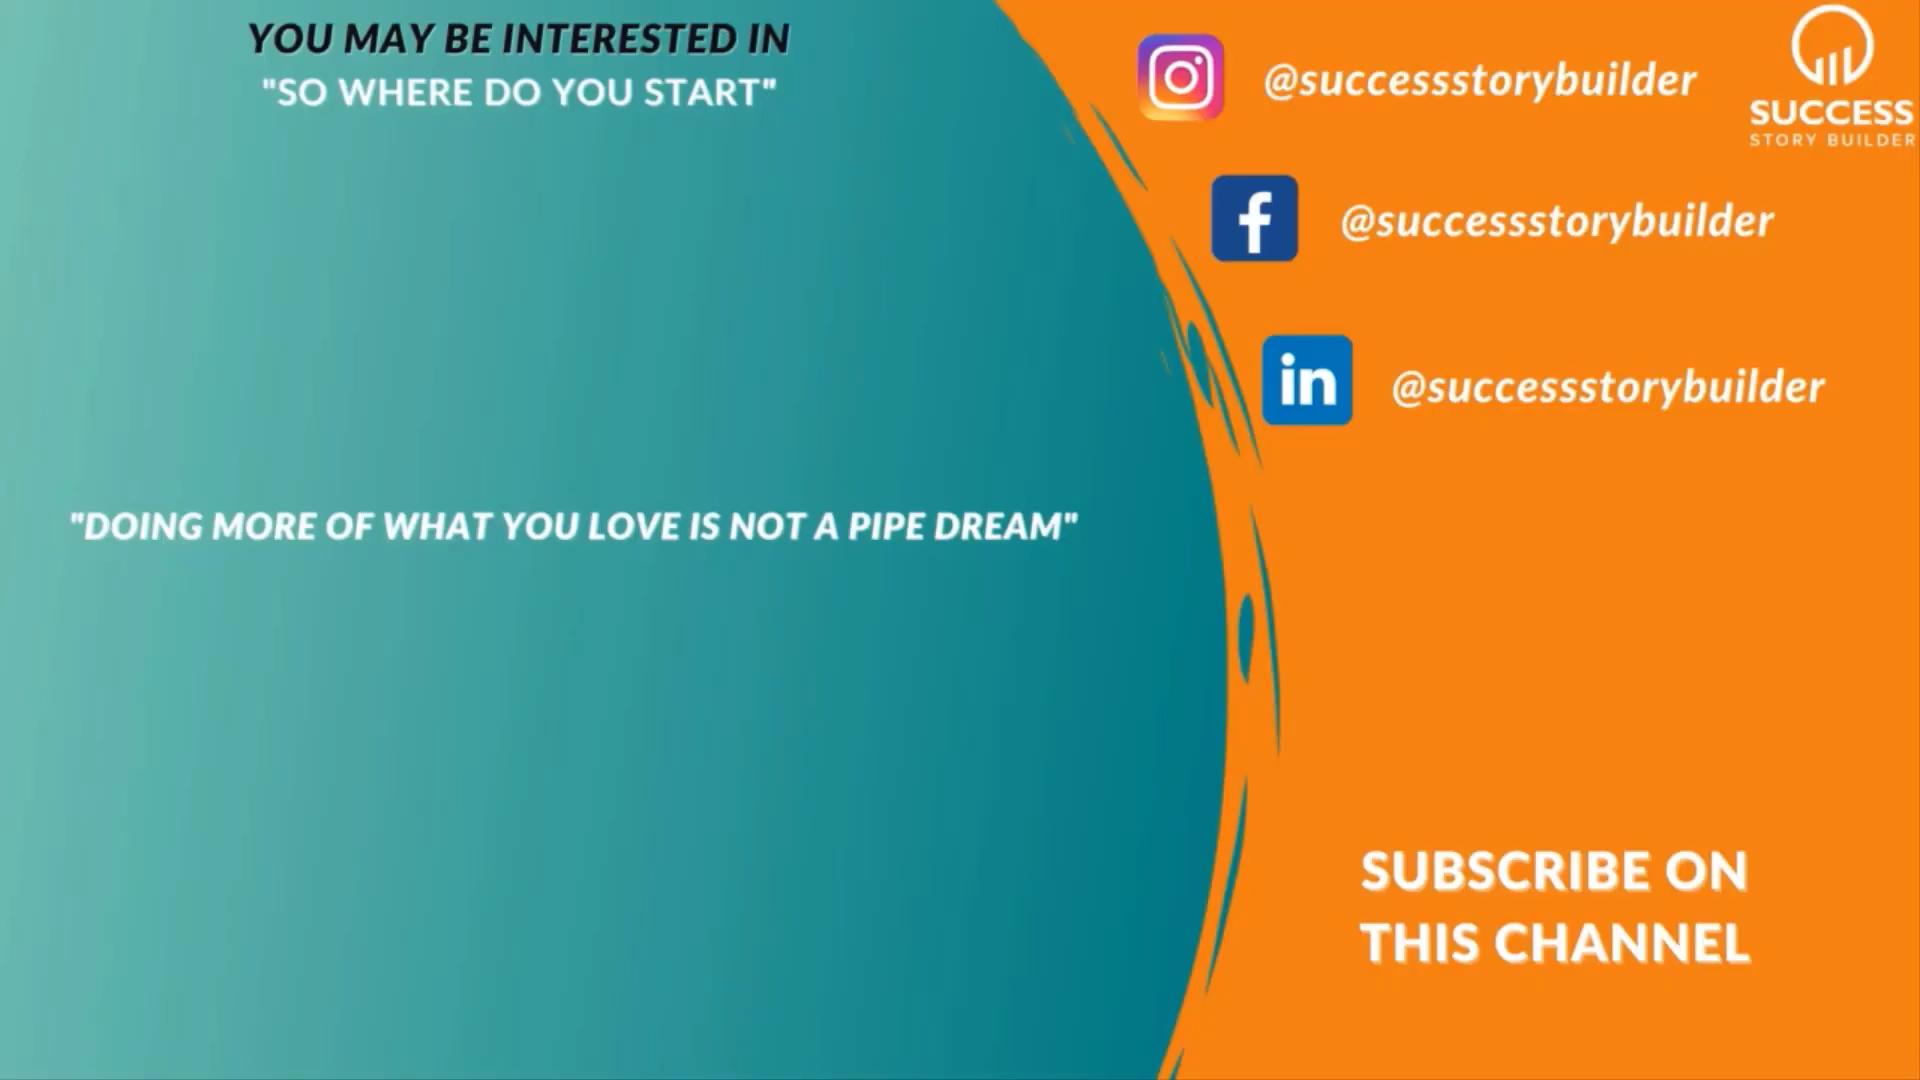 YOU MAY BE INTERESTED IN
"SO WHERE DO YOU START"
"DOING MORE OF WHAT YOU LOVE IS NOT A PIPE DREAM"
@successstorybuilder
SUCCESS
STORY BUILDER
f @successstorybuilder
in @successstorybuilder
SUBSCRIBE ON
THIS CHANNEL